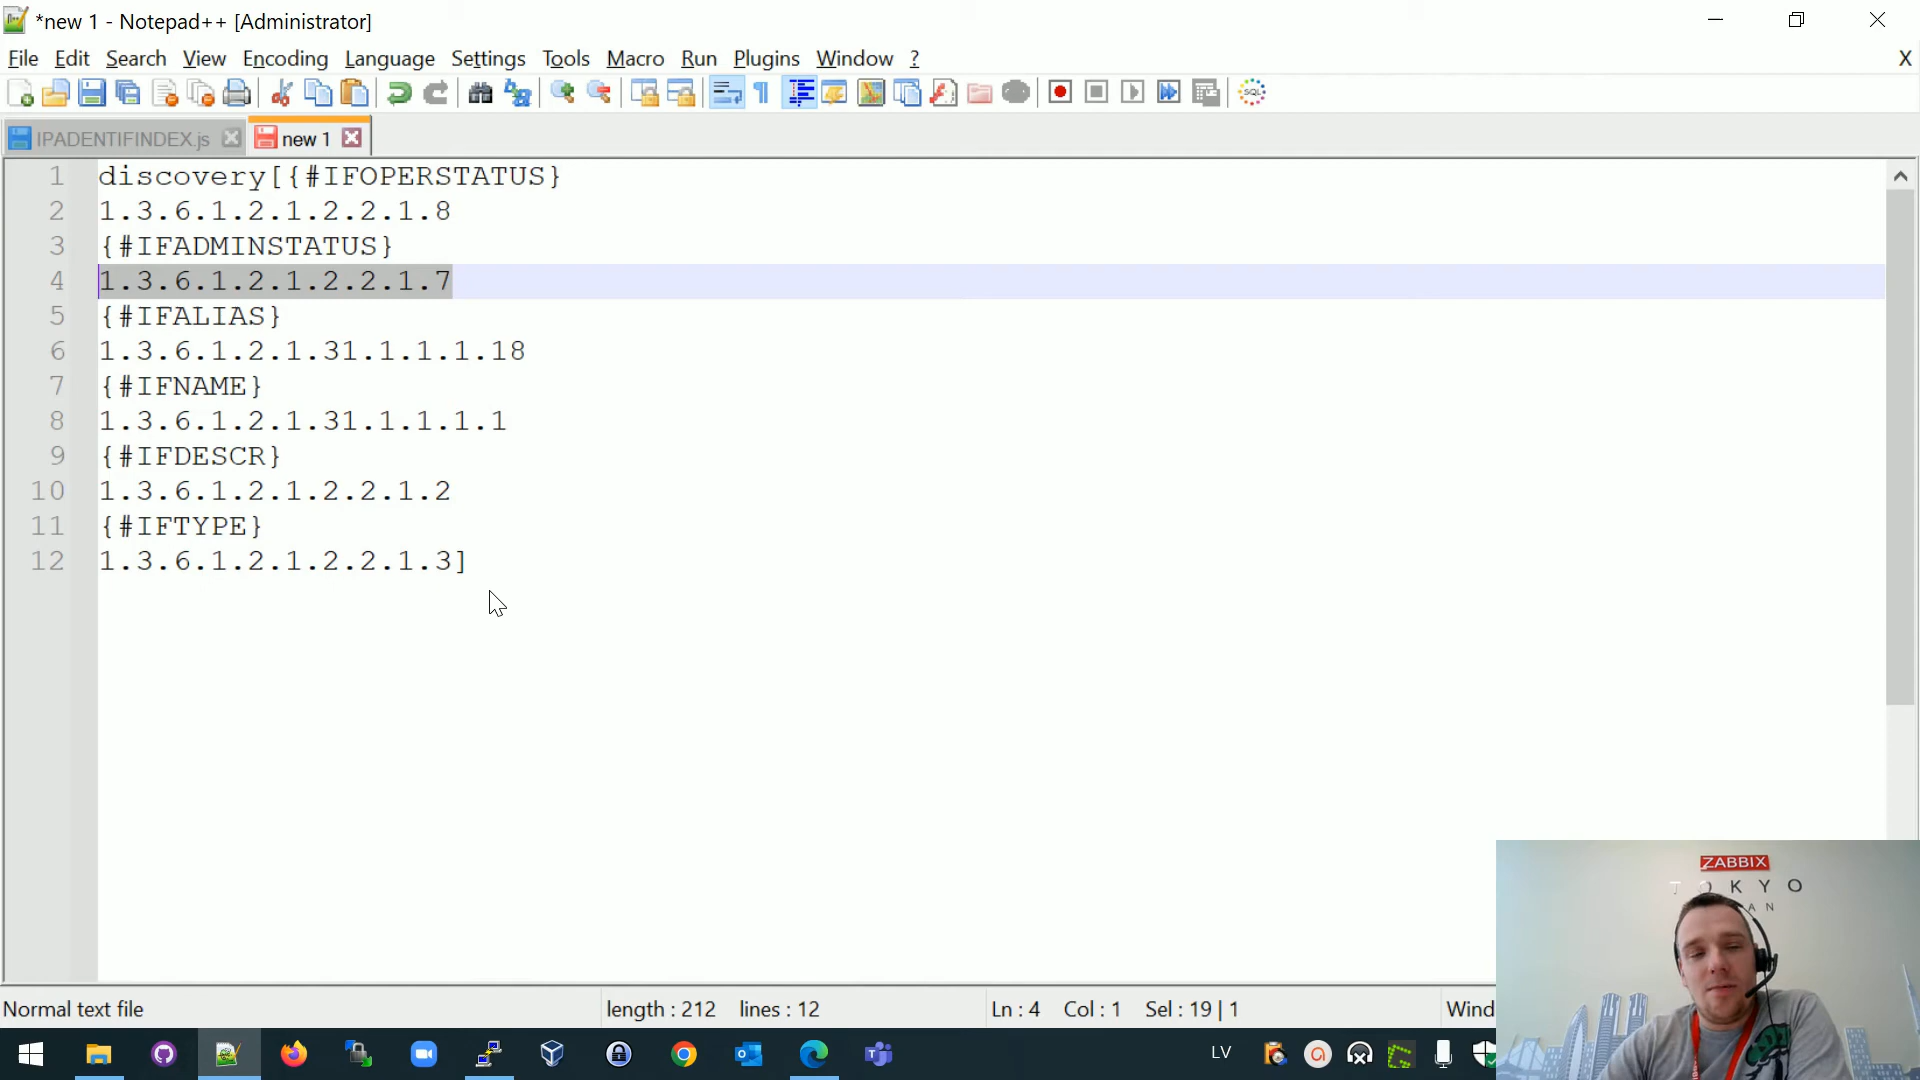 *new 1 - Notepad++ [Administrator]
File Edit Search View Encoding Language Settings Tools Macro Run Plugins Window ? X
IPADENTIFINDEX.js new 1
1 discovery[{#IFOPERSTATUS}
2 1.3.6.1.2.1.2.2.1.8
3 {#IFADMINSTATUS}
4 1.3.6.1.2.1.2.2.1.7
5 {#IFALIAS}
6 1.3.6.1.2.1.31.1.1.1.18
7 {#IFNAME}
8 1.3.6.1.2.1.31.1.1.1.1
9 {#IFDESCR}
10 1.3.6.1.2.1.2.2.1.2
11 {#IFTYPE}
12 1.3.6.1.2.1.2.2.1.3]
ZABBIX
TOKYO
Normal text file length : 212 lines : 12 Ln : 4 Col : 1 Sel : 19 | 1 Wind
LV